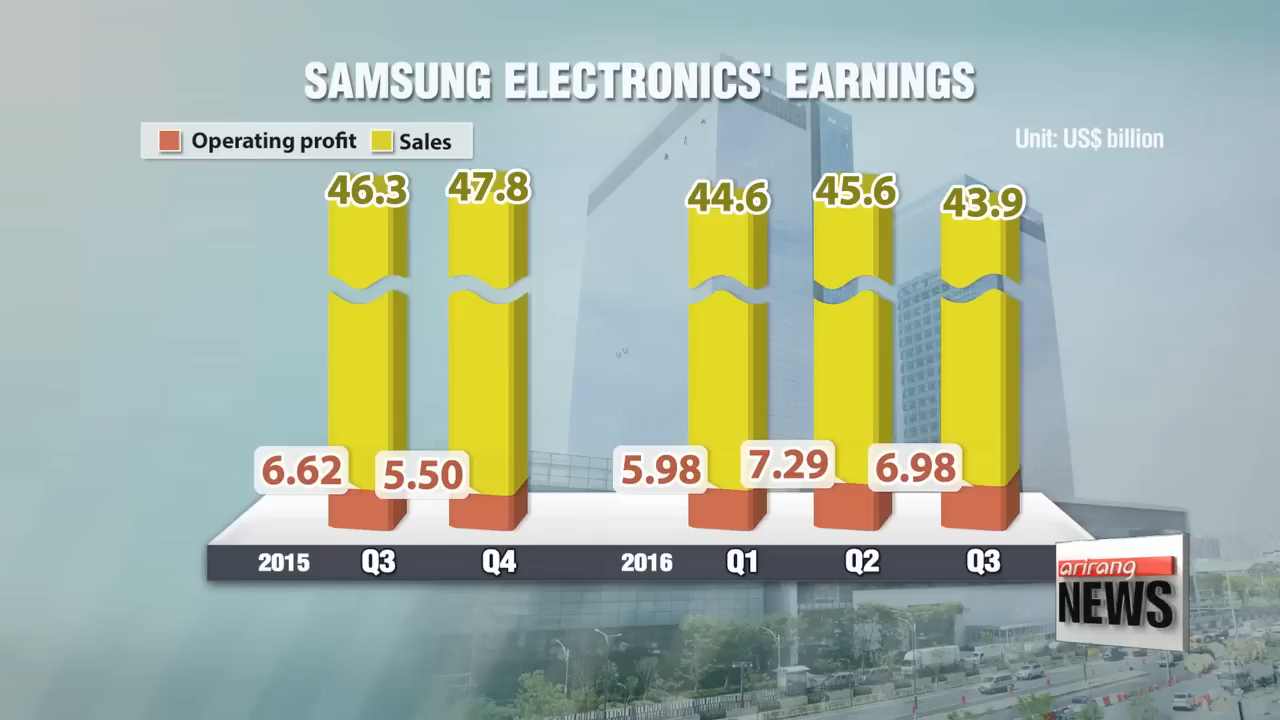 SAMSUNG ELECTRONICS' EARNINGS
Operating profit Sales
Unit: US$ billion
46.3 47.8 44.6 45.6 43.9
6.62 5.50 5.98 7.29 6.98
2015 Q3 Q4 2016 Q1 Q2 Q3
arirang
NEWS